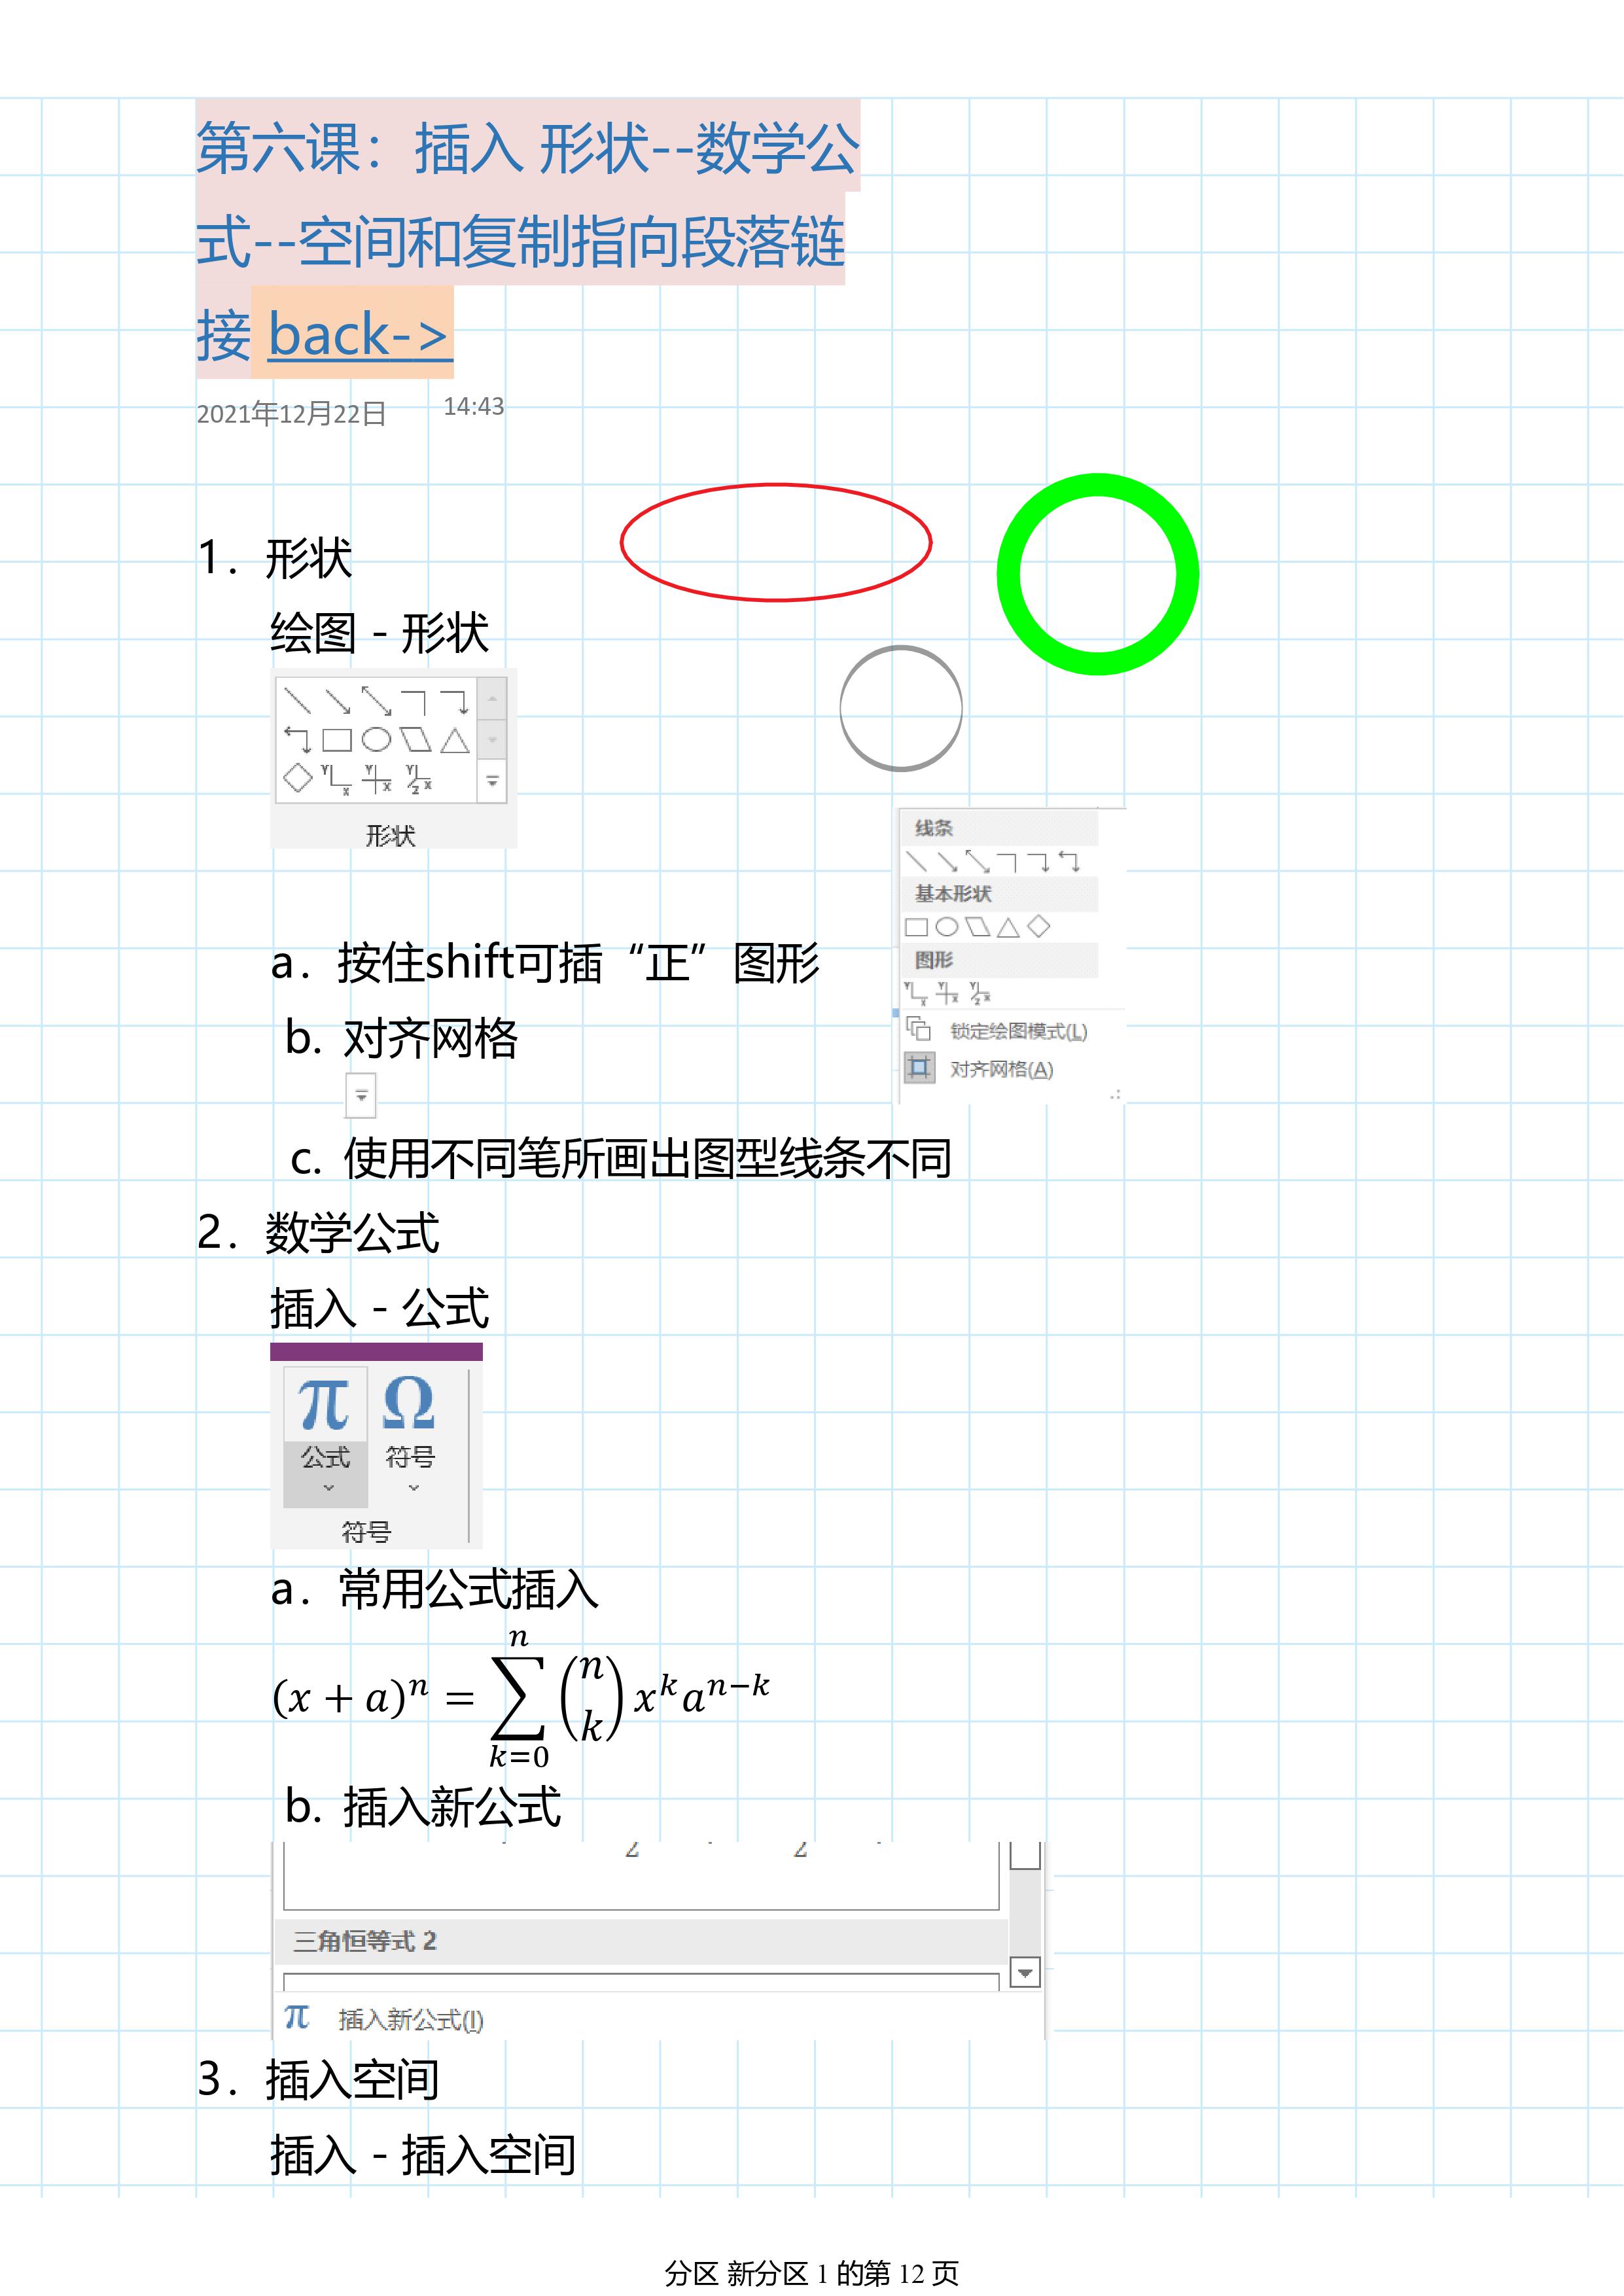 第六课：插入 形状--数学公
式--空间和复制指向段落链
接 back->
2021年12月22日 14:43
1. 形状
绘图 - 形状
形状
线条
基本形状
图形
锁定绘图模式(L)
对齐网格(A)
a. 按住shift可插“正”图形
b. 对齐网格
c. 使用不同笔所画出图型线条不同
2. 数学公式
插入 - 公式
π Ω
公式 符号
符号
a. 常用公式插入
(x + a)^n = ∑_{k=0}^{n} (n k) x^k a^{n−k}
b. 插入新公式
三角恒等式 2
π 插入新公式(I)
3. 插入空间
插入 - 插入空间
分区 新分区 1 的第 12 页